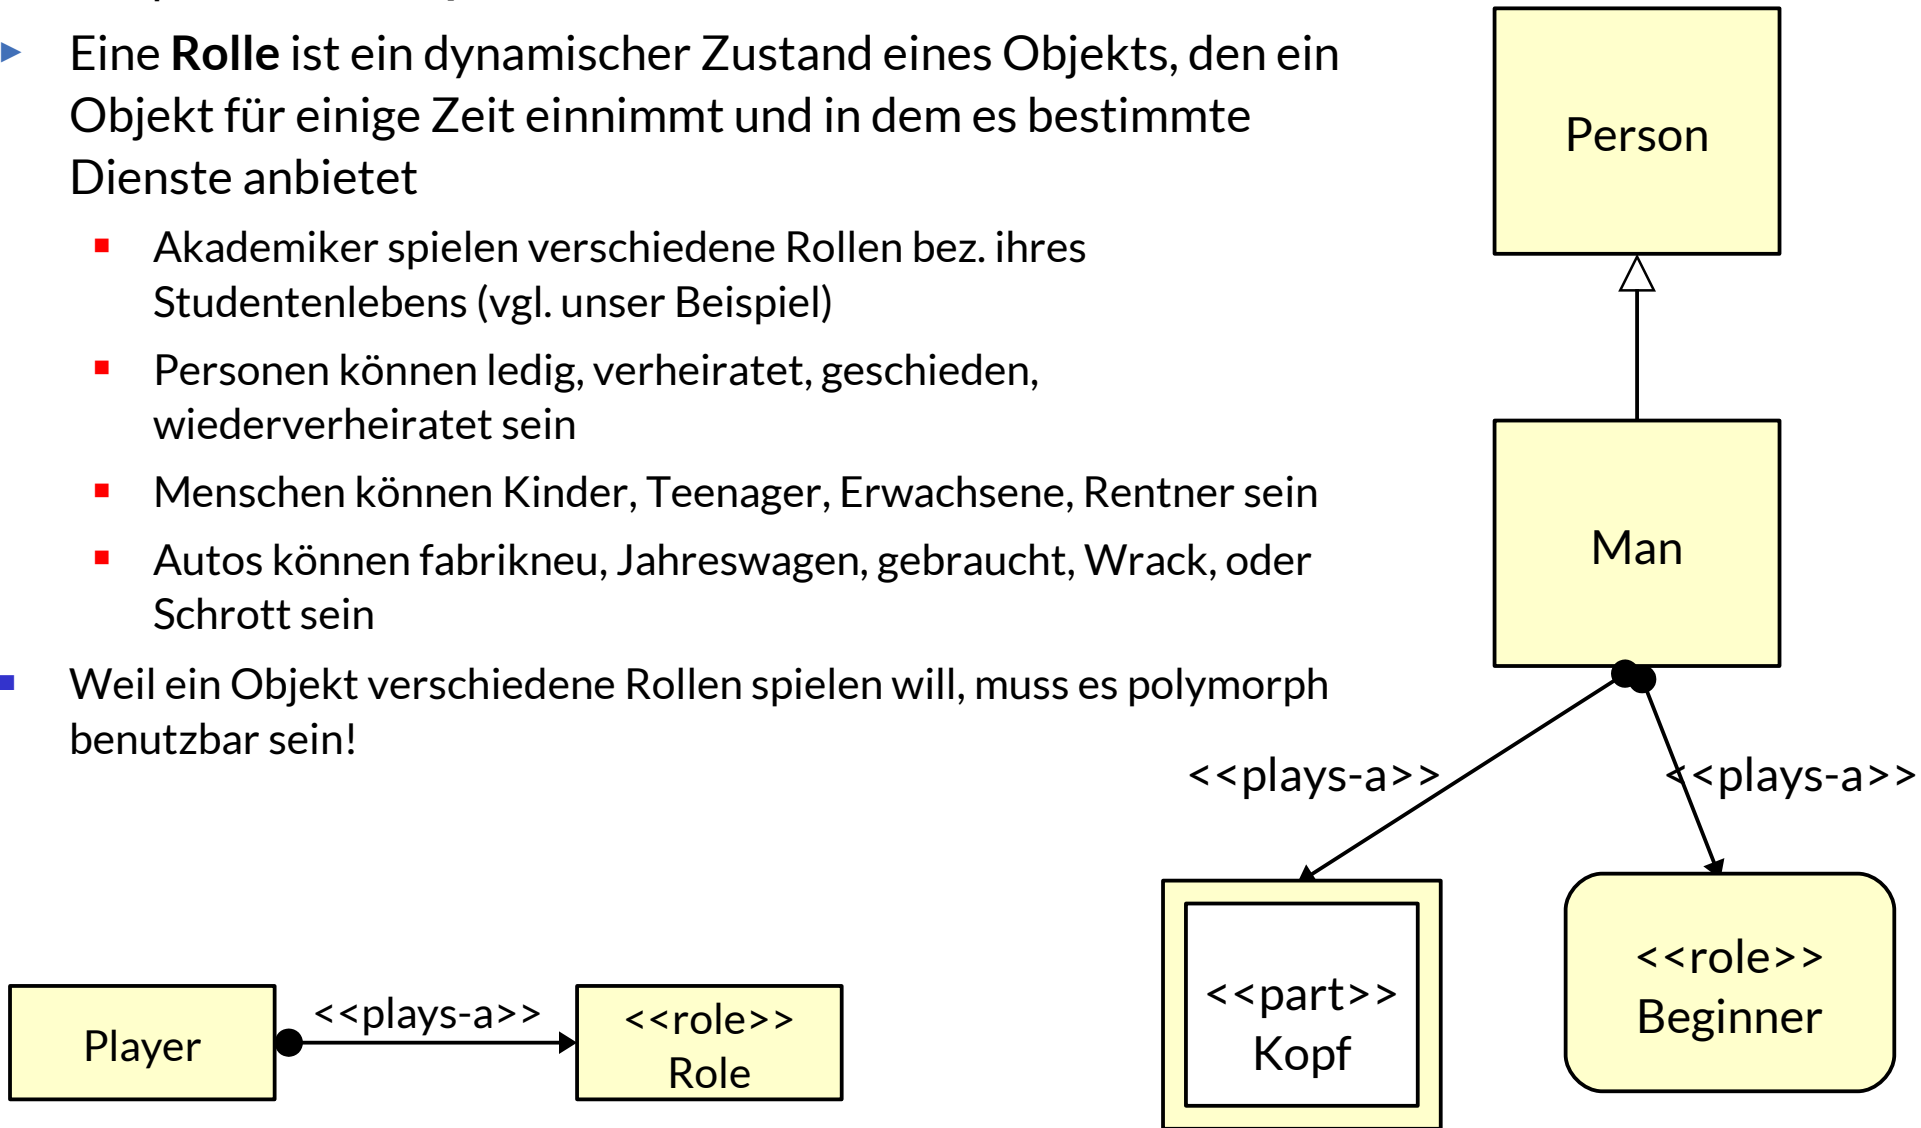 Eine Rolle ist ein dynamischer Zustand eines Objekts, den ein
Objekt für einige Zeit einnimmt und in dem es bestimmte
Dienste anbietet
Akademiker spielen verschiedene Rollen bez. ihres
Studentenlebens (vgl. unser Beispiel)
Personen können ledig, verheiratet, geschieden,
wiederverheiratet sein
Menschen können Kinder, Teenager, Erwachsene, Rentner sein
Autos können fabrikneu, Jahreswagen, gebraucht, Wrack, oder
Schrott sein
Weil ein Objekt verschiedene Rollen spielen will, muss es polymorph
benutzbar sein!
Person
Man
<<plays-a>>
<<plays-a>>
<<part>>
Kopf
<<role>>
Beginner
Player
<<plays-a>>
<<role>>
Role